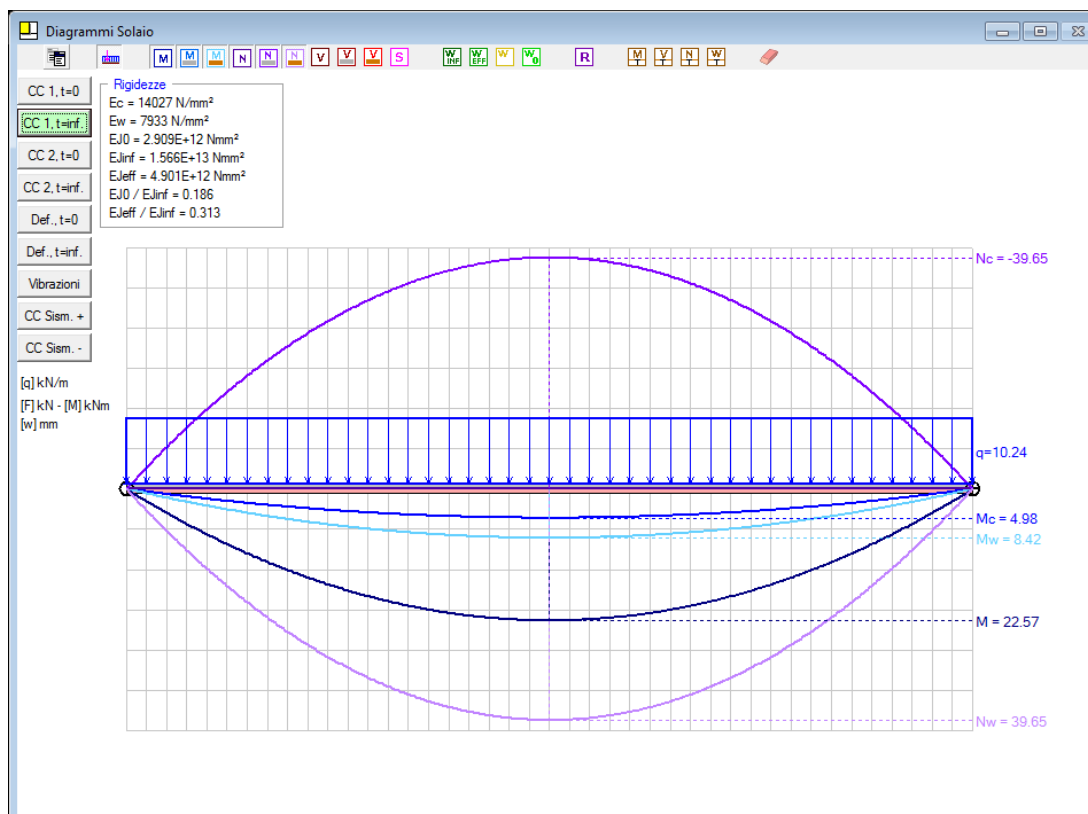 Diagrammi Solaio
M M M N N N V V V S W INF W EFF W W 0 R M V N W
CC 1, t=0
CC 1, t=inf.
CC 2, t=0
CC 2, t=inf.
Def., t=0
Def., t=inf.
Vibrazioni
CC Sism. +
CC Sism. -
[q] kN/m
[F] kN - [M] kNm
[w] mm
Rigidezze
Ec = 14027 N/mm²
Ew = 7933 N/mm²
EJ0 = 2.909E+12 Nmm²
EJinf = 1.566E+13 Nmm²
EJeff = 4.901E+12 Nmm²
EJ0 / EJinf = 0.186
EJeff / EJinf = 0.313
Nc = -39.65
q=10.24
Mc = 4.98
Mw = 8.42
M = 22.57
Nw = 39.65